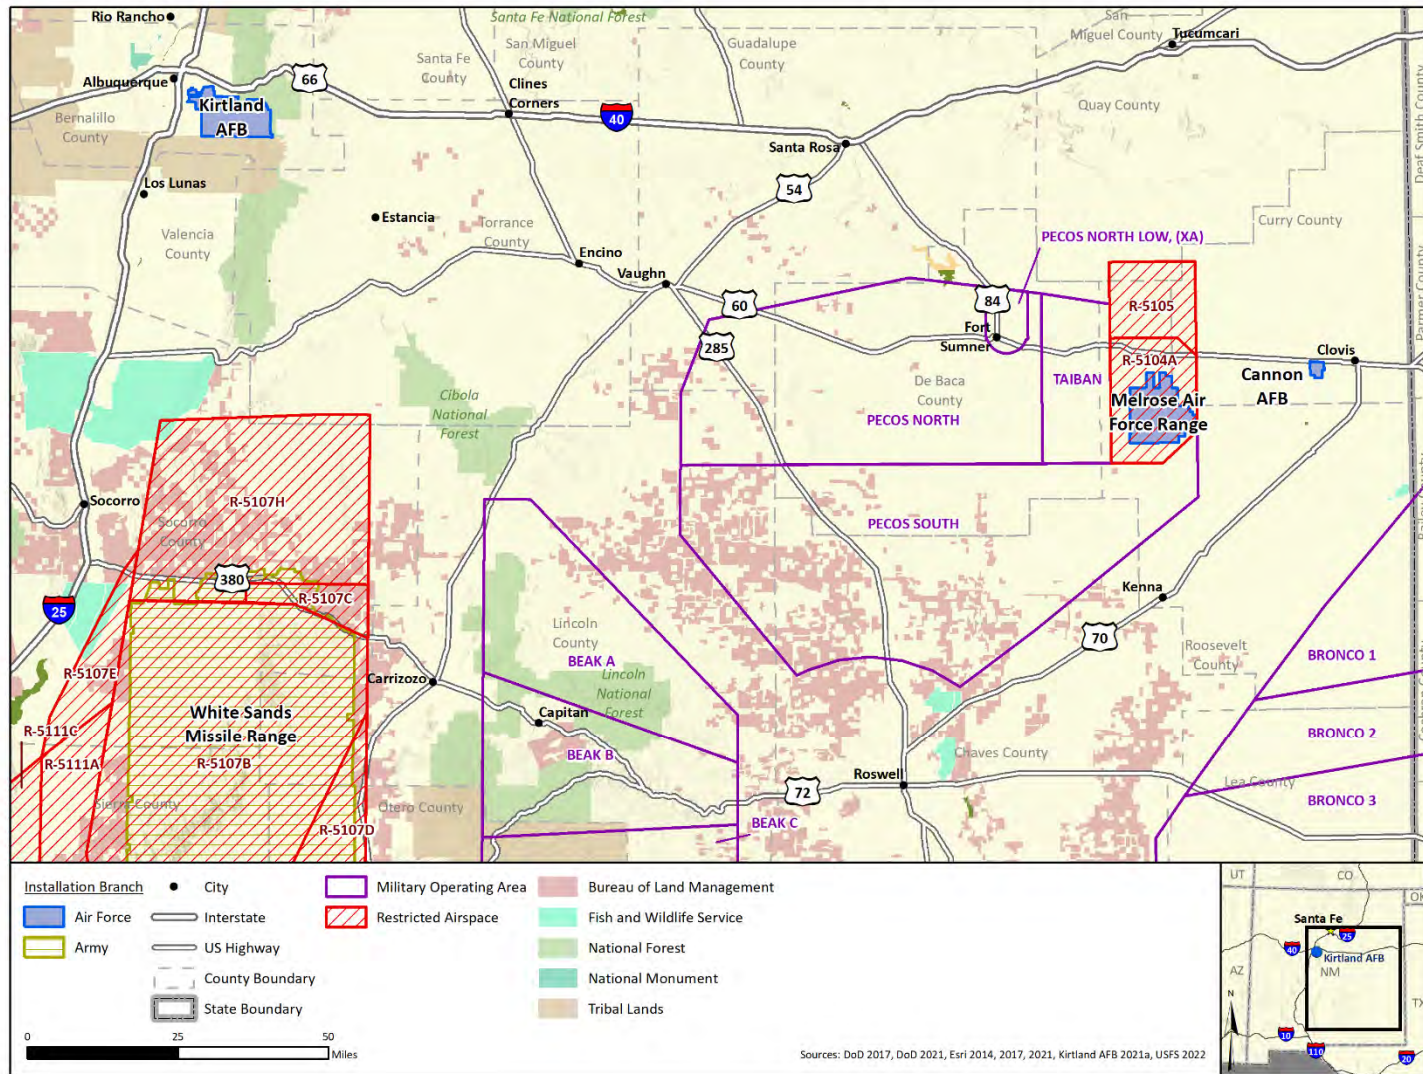 Rio Rancho
Santa Fe National Forest
San Miguel
County
Santa Fe
County
Guadalupe
County
San
Miguel County
Tucumcari
Albuquerque
66
Clines
Corners
Kirtland
AFB
Bernalillo
County
40
Quay County
Deaf Smith County
Santa Rosa
Los Lunas
54
Estancia
Torrance
County
Valencia
County
Curry County
PECOS NORTH LOW, (XA)
Encino
Vaughn
60
84
R-5105
Parmer County
Fort
Sumner
285
R-5104A
Clovis
Cannon
AFB
TAIBAN
De Baca
County
Melrose Air
Force Range
Cibola
National
Forest
PECOS NORTH
Socorro
R-5107H
Socorro
County
PECOS SOUTH
380
Kenna
R-5107C
25
Lincoln
County
70
Roosevelt
County
BRONCO 1
BEAK A
R-5107E
Carrizozo
Lincoln
National
Forest
White Sands
Missile Range
Capitan
R-5111C
BRONCO 2
BEAK B
Chaves County
R-5111A
R-5107B
Roswell
Lea County
72
Sierra County
Otero County
BRONCO 3
R-5107D
BEAK C
Installation Branch
Air Force
Army
City
Interstate
US Highway
County Boundary
State Boundary
Military Operating Area
Restricted Airspace
Bureau of Land Management
Fish and Wildlife Service
National Forest
National Monument
Tribal Lands
0
25
50
Miles
Sources: DoD 2017, DoD 2021, Esri 2014, 2017, 2021, Kirtland AFB 2021a, USFS 2022
UT
CO
OK
Santa Fe
25
40
Kirtland AFB
AZ
NM
N
TX
10
110
20